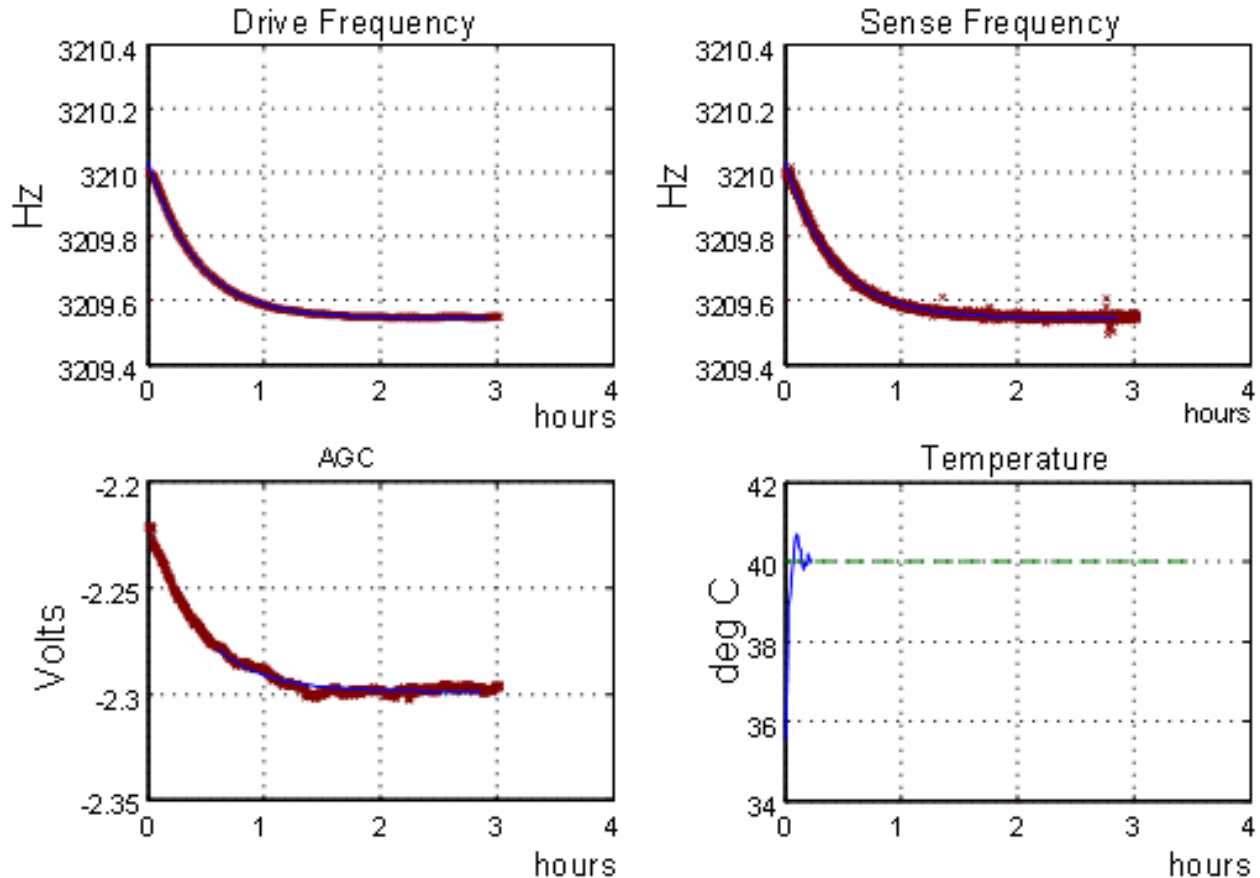 Drive Frequency
3210.4
3210.2
3210
3209.8
3209.6
3209.4
Hz
0 1 2 3 4
hours
Sense Frequency
3210.4
3210.2
3210
3209.8
3209.6
3209.4
Hz
0 1 2 3 4
hours
AGC
-2.2
-2.25
-2.3
-2.35
Volts
0 1 2 3 4
hours
Temperature
42
40
38
36
34
deg C
0 1 2 3 4
hours